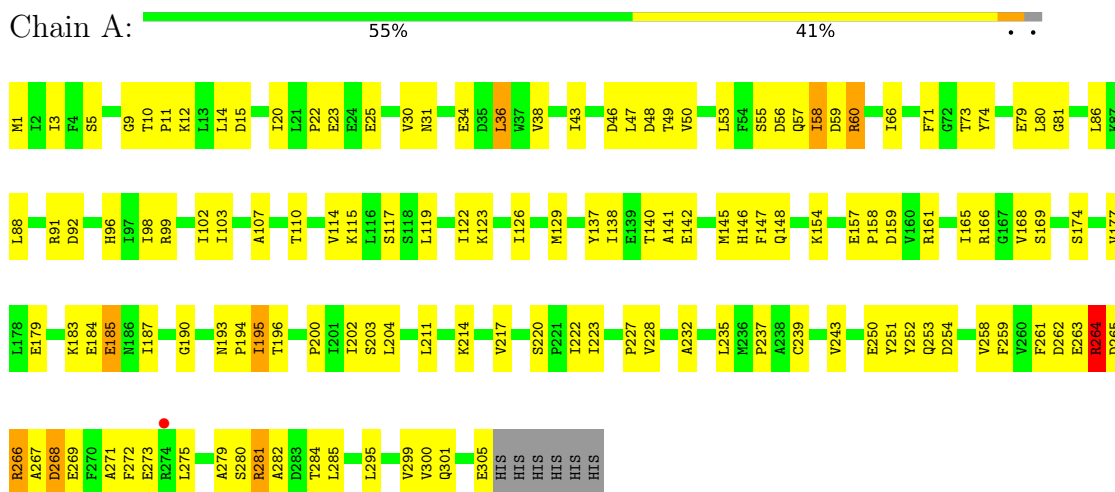 Chain A:
55% 41% . .
M1 I2 I3 F4 S5 G9 T10 P11 K12 L13 L14 D15 I20 L21 P22 E23 E24 E25 V30 N31 E34 D35 L36 W37 V38 I43 D46 L47 D48 T49 V50 L53 F54 S55 D56 Q57 I58 D59 R60 I66 F71 G72 T73 Y74 E79 L80 G81 L86 K87
L88 R91 D92 H96 I97 I98 R99 I102 I103 A107 T110 V114 K115 L116 S117 S118 L119 I122 K123 I126 M129 Y137 I138 E139 T140 A141 E142 M145 H146 F147 Q148 K154 E157 P158 D159 V160 R161 I165 R166 G167 V168 S169 S174 V177
L178 E179 K183 E184 E185 N186 I187 G190 N193 P194 I195 T196 P200 I201 I202 S203 L204 L211 K214 V217 S220 P221 I222 I223 P227 V228 A232 L235 M236 P237 A238 C239 V243 E250 Y251 Y252 Q253 D254 V258 F259 V260 F261 D262 E263 R264
R266 A267 D268 E269 F270 A271 F272 E273 R274 L275 A279 S280 R281 A282 D283 T284 L285 L295 V299 V300 Q301 E305 HIS HIS HIS HIS HIS